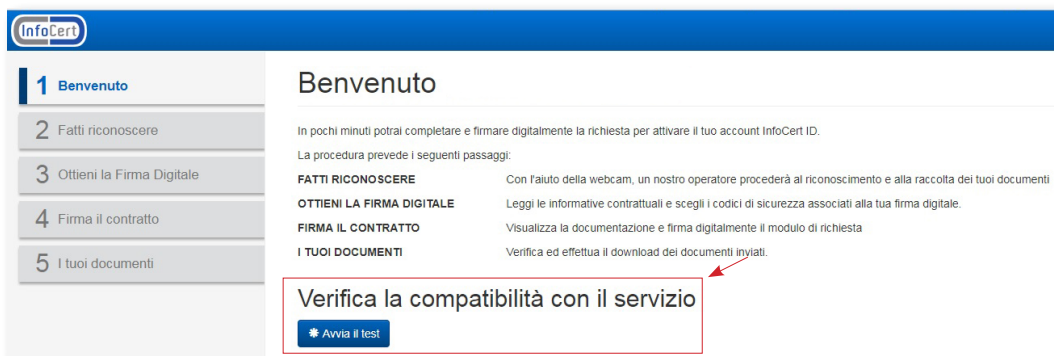 InfoCert
1 Benvenuto
2 Fatti riconoscere
3 Ottieni la Firma Digitale
4 Firma il contratto
5 I tuoi documenti
Benvenuto
In pochi minuti potrai completare e firmare digitalmente la richiesta per attivare il tuo account InfoCert ID.
La procedura prevede i seguenti passaggi:
FATTI RICONOSCERE Con l'aiuto della webcam, un nostro operatore procederà al riconoscimento e alla raccolta dei tuoi documenti
OTTIENI LA FIRMA DIGITALE Leggi le informative contrattuali e scegli i codici di sicurezza associati alla tua firma digitale.
FIRMA IL CONTRATTO Visualizza la documentazione e firma digitalmente il modulo di richiesta
I TUOI DOCUMENTI Verifica ed effettua il download dei documenti inviati.
Verifica la compatibilità con il servizio
Avvia il test